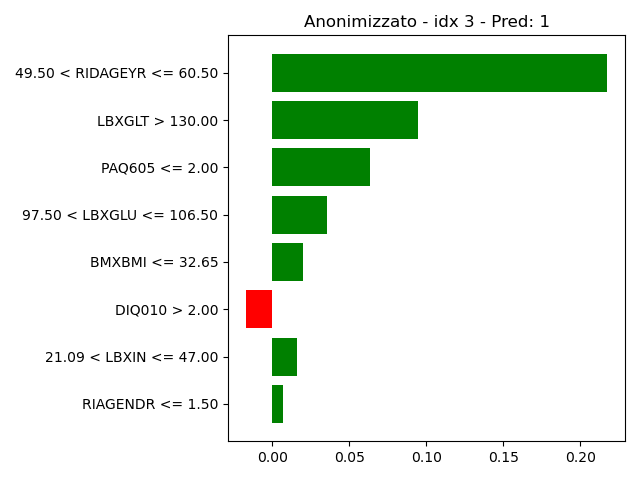 Anonimizzato - idx 3 - Pred: 1
49.50 < RIDAGEYR <= 60.50
LBXGLT > 130.00
PAQ605 <= 2.00
97.50 < LBXGLU <= 106.50
BMXBMI <= 32.65
DIQ010 > 2.00
21.09 < LBXIN <= 47.00
RIAGENDR <= 1.50
0.00 0.05 0.10 0.15 0.20